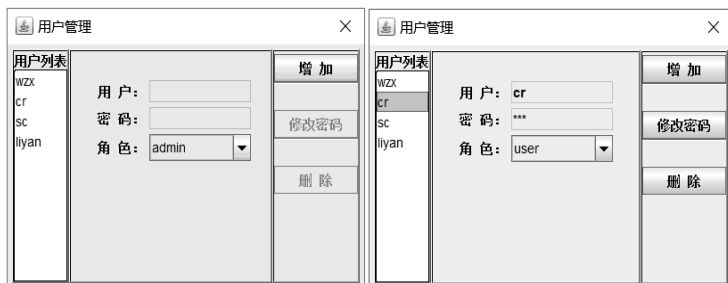 用户管理
用户列表
wzx
cr
sc
liyan
用 户：
密 码：
角 色： admin
增 加
修改密码
删 除
用户管理
用户列表
wzx
cr
sc
liyan
用 户： cr
密 码： ***
角 色： user
增 加
修改密码
删 除